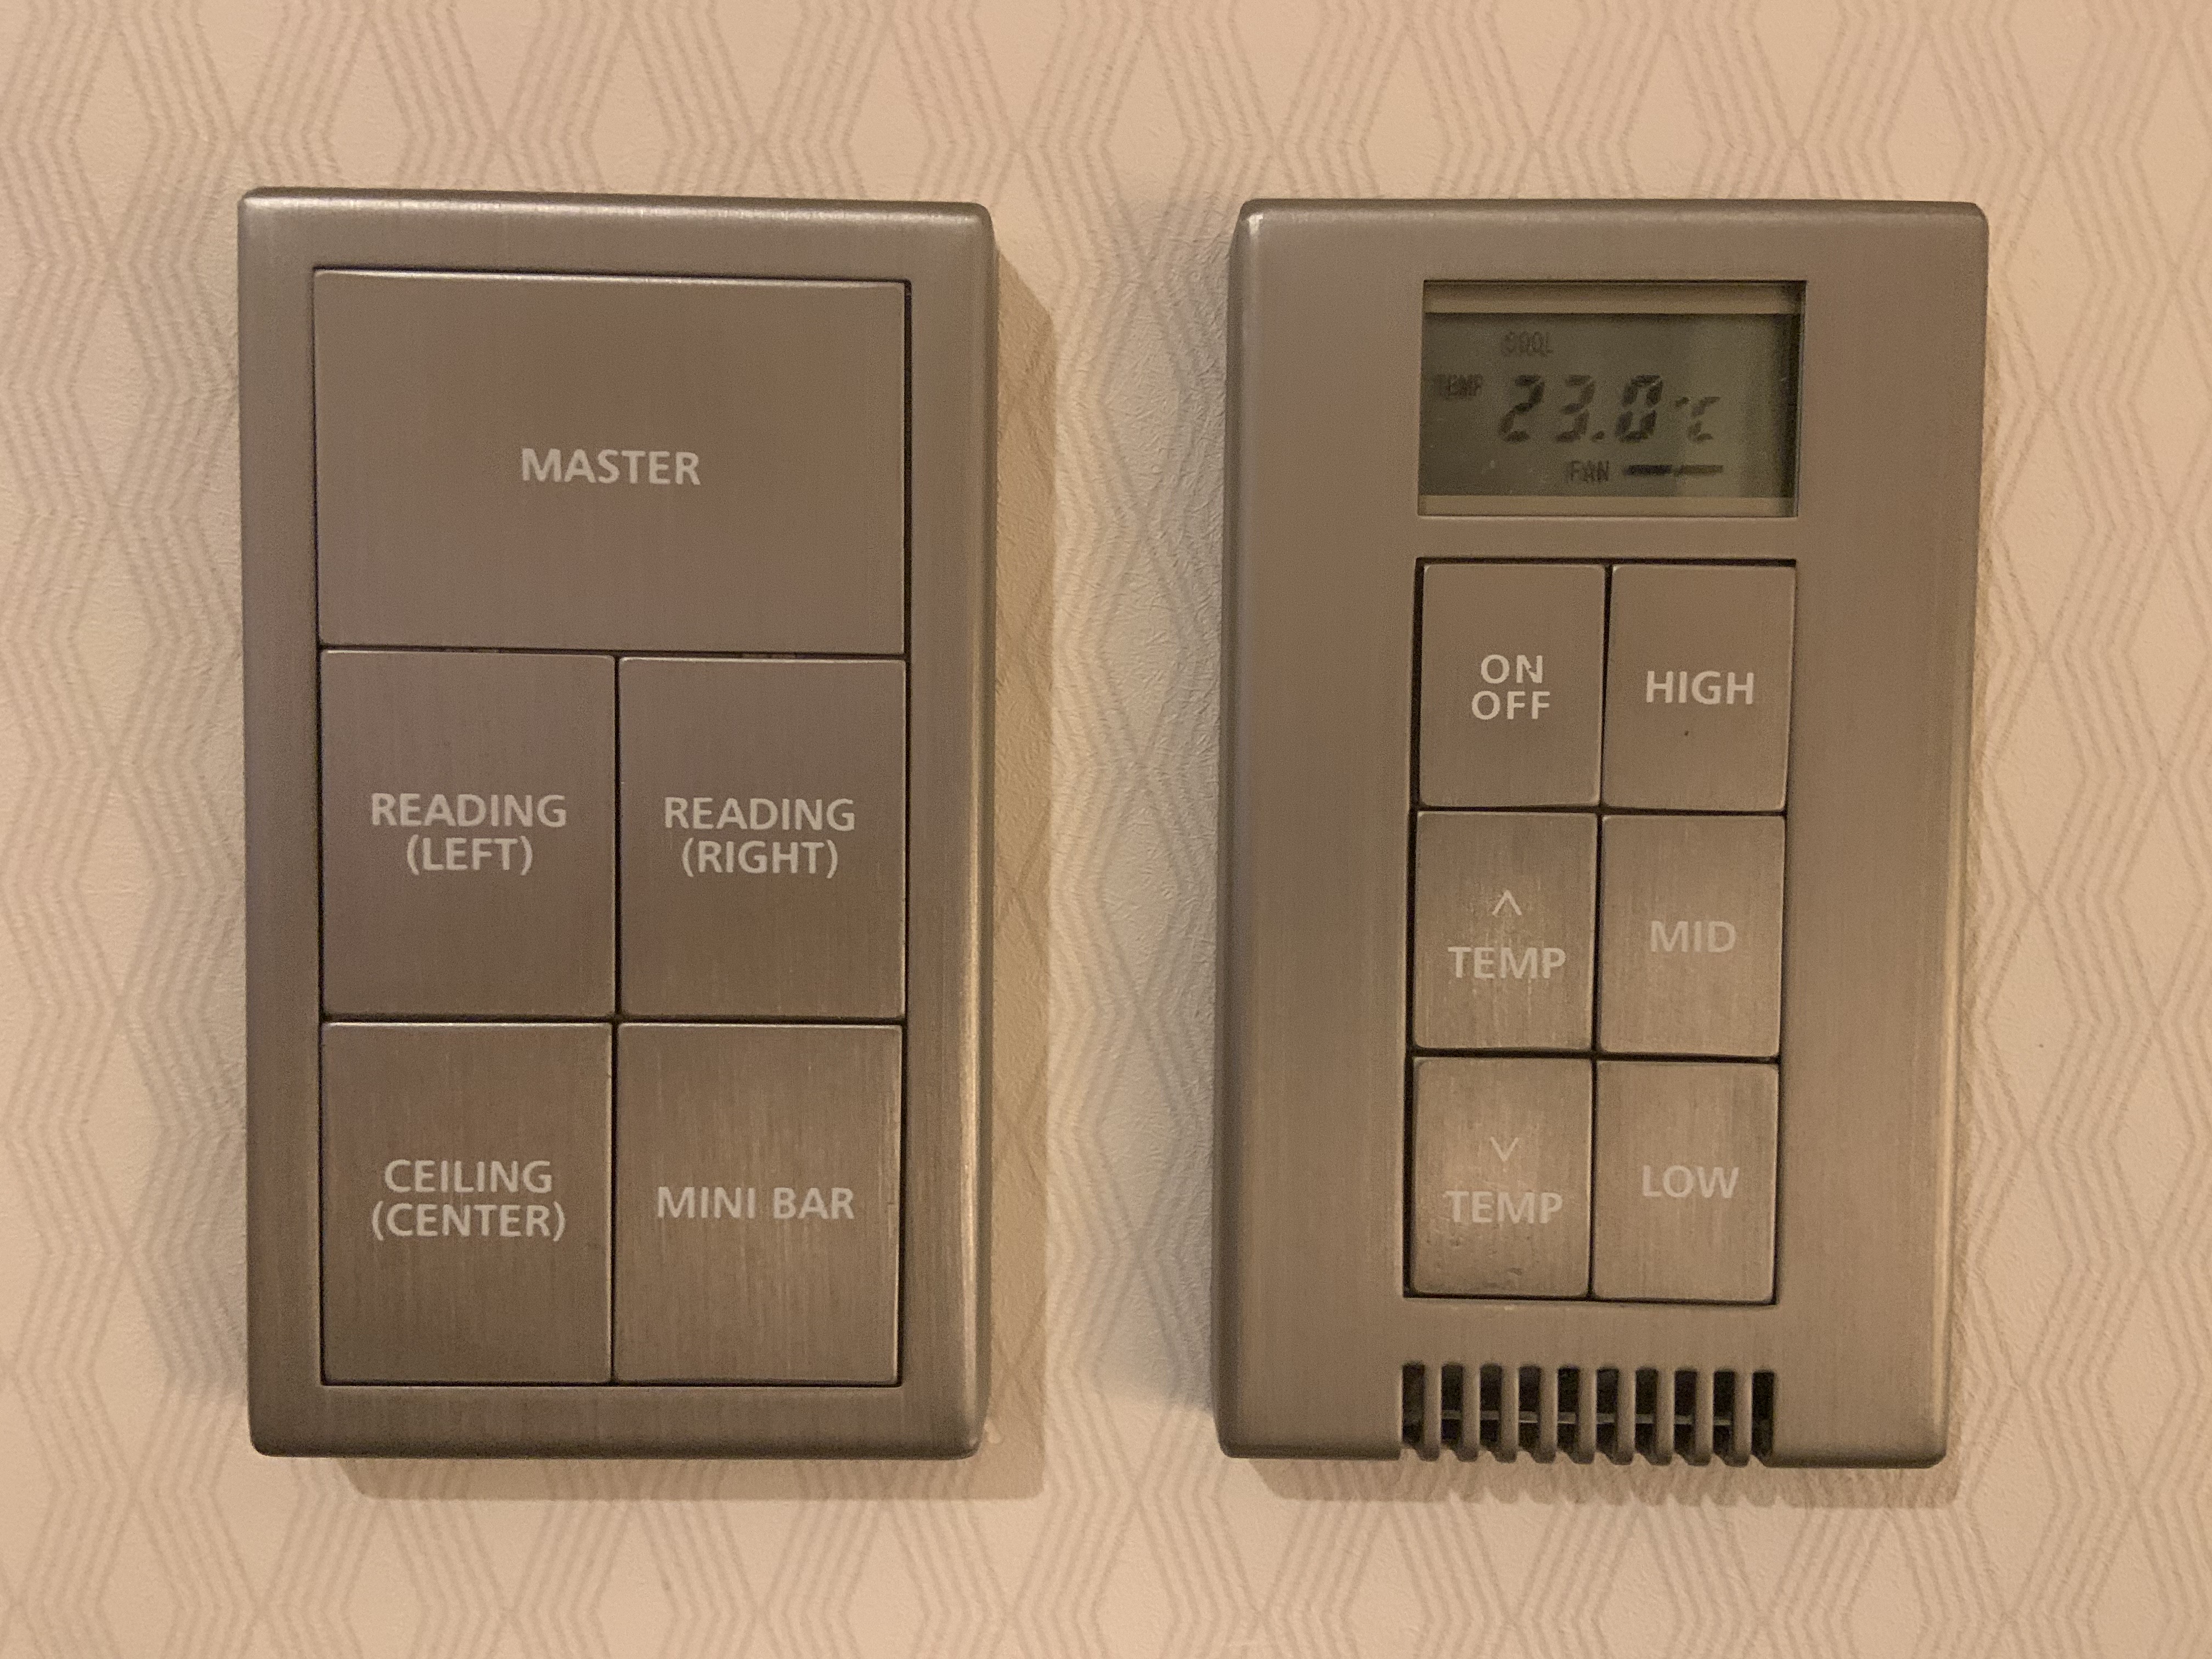 MASTER
READING
(LEFT)
READING
(RIGHT)
CEILING
(CENTER)
MINI BAR
COOL
TEMP 23.0℃
FAN
ON
OFF
HIGH
TEMP
MID
TEMP
LOW